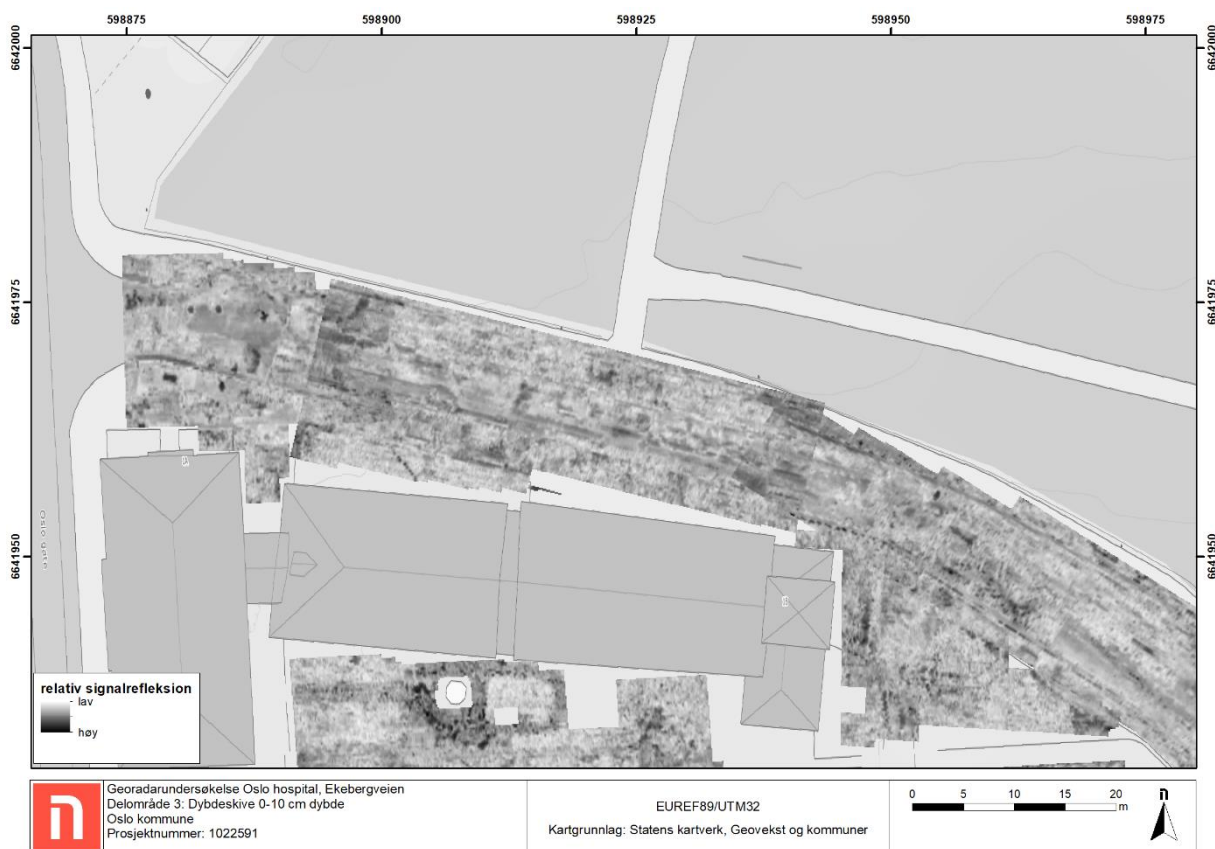 598875 598900 598925 598950 598975
6642000 6642000
6641975 6641975
6641950 6641950
Oslo gate
relativ signalrefleksion
lav
høy
Georadarundersøkelse Oslo hospital, Ekebergveien
Delområde 3: Dybdeskive 0-10 cm dybde
Oslo kommune
Prosjektnummer: 1022591
EUREF89/UTM32
Kartgrunnlag: Statens kartverk, Geovekst og kommuner
0 5 10 15 20
m
n